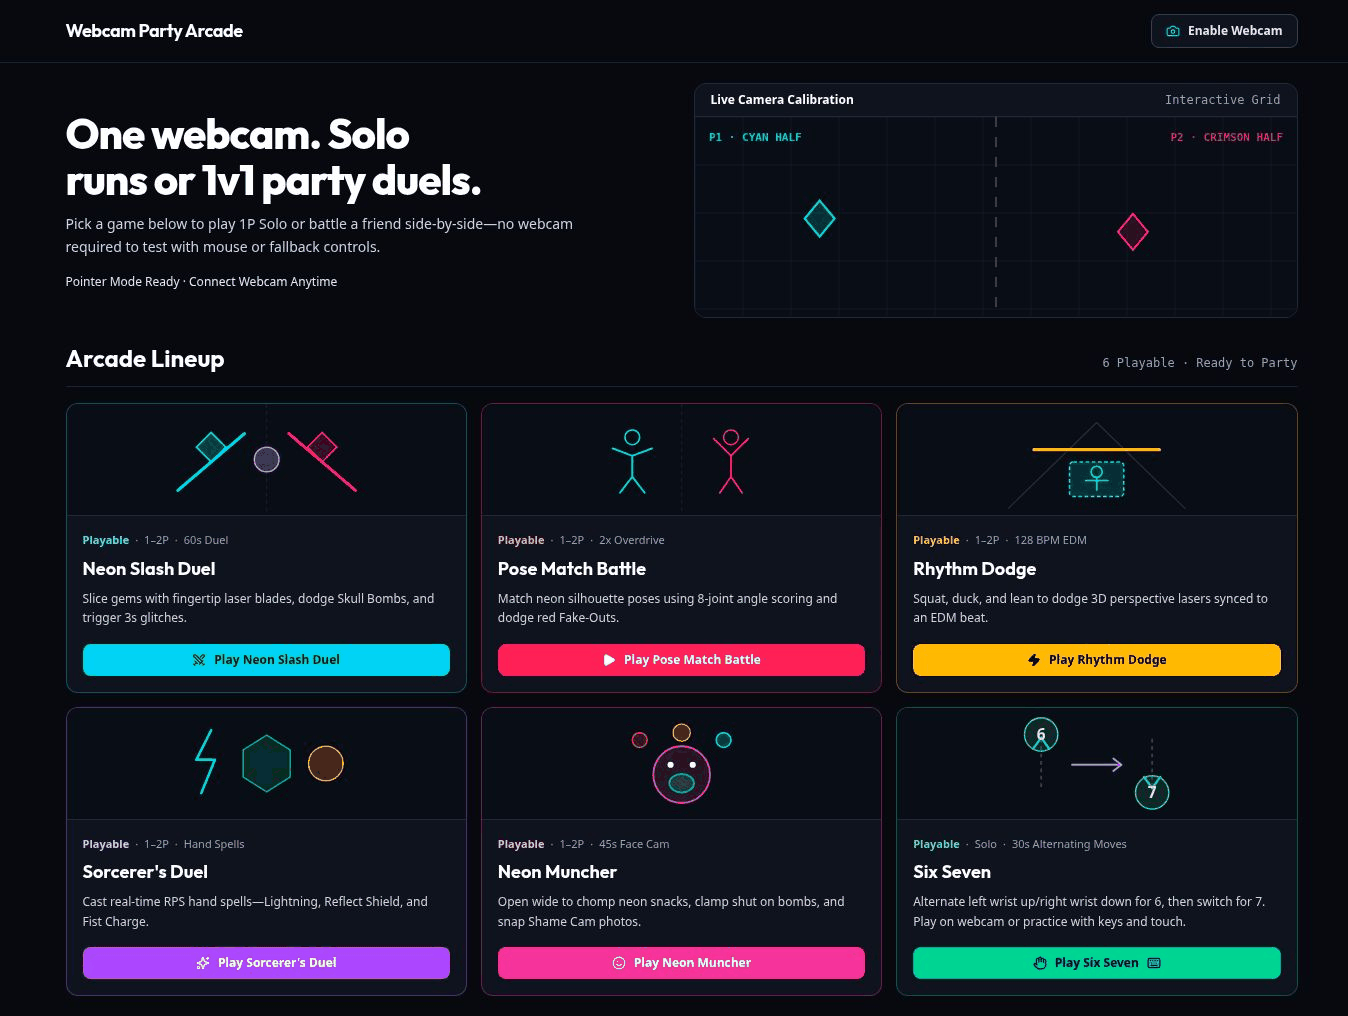 Webcam Party Arcade
Enable Webcam
One webcam. Solo
runs or 1v1 party duels.
Pick a game below to play 1P Solo or battle a friend side-by-side—no webcam
required to test with mouse or fallback controls.
Pointer Mode Ready · Connect Webcam Anytime
Live Camera Calibration
Interactive Grid
P1 · CYAN HALF
P2 · CRIMSON HALF
Arcade Lineup
6 Playable · Ready to Party
Playable · 1–2P · 60s Duel
Neon Slash Duel
Slice gems with fingertip laser blades, dodge Skull Bombs, and
trigger 3s glitches.
Play Neon Slash Duel
Playable · 1–2P · 2x Overdrive
Pose Match Battle
Match neon silhouette poses using 8-joint angle scoring and
dodge red Fake-Outs.
Play Pose Match Battle
Playable · 1–2P · 128 BPM EDM
Rhythm Dodge
Squat, duck, and lean to dodge 3D perspective lasers synced to
an EDM beat.
Play Rhythm Dodge
Playable · 1–2P · Hand Spells
Sorcerer's Duel
Cast real-time RPS hand spells—Lightning, Reflect Shield, and
Fist Charge.
Play Sorcerer's Duel
Playable · 1–2P · 45s Face Cam
Neon Muncher
Open wide to chomp neon snacks, clamp shut on bombs, and
snap Shame Cam photos.
Play Neon Muncher
6
7
Playable · Solo · 30s Alternating Moves
Six Seven
Alternate left wrist up/right wrist down for 6, then switch for 7.
Play on webcam or practice with keys and touch.
Play Six Seven